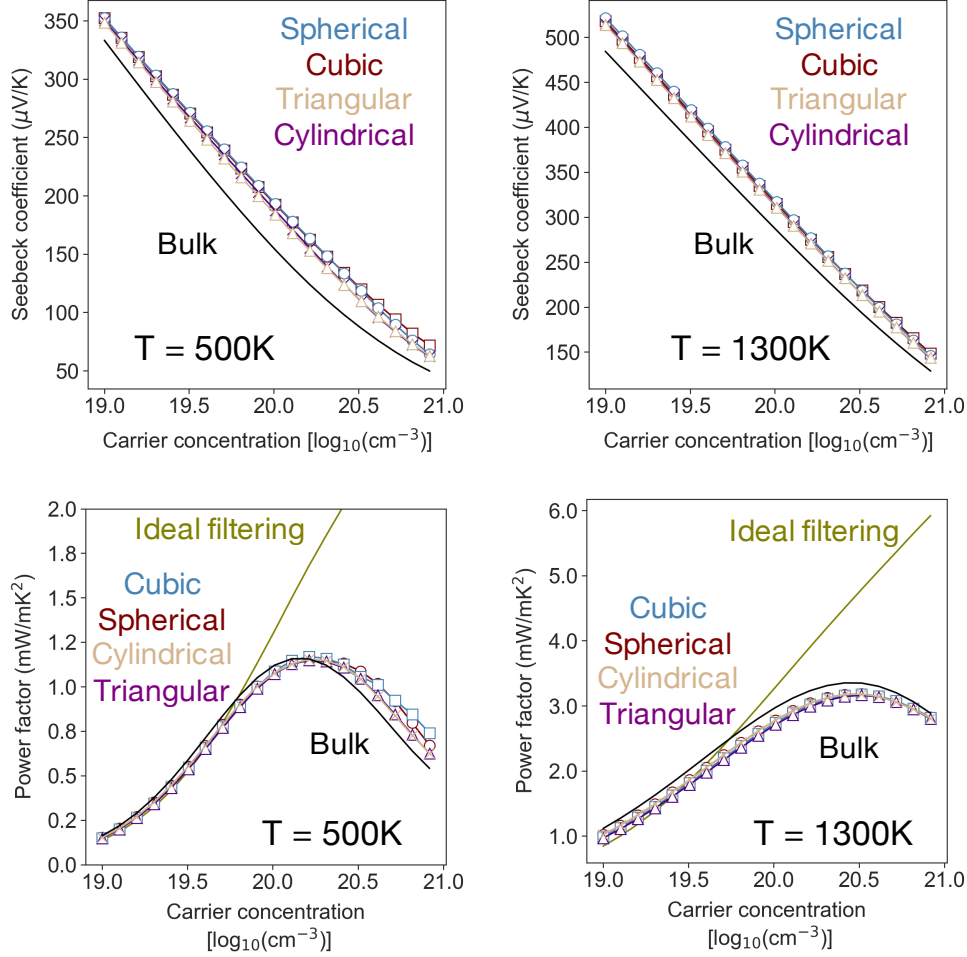 350
300
250
200
150
100
50
Seebeck coefficient (μV/K)
Spherical
Cubic
Triangular
Cylindrical
Bulk
T = 500K
19.0
19.5
20.0
20.5
21.0
Carrier concentration [log10(cm−3)]
500
450
400
350
300
250
200
150
Seebeck coefficient (μV/K)
Spherical
Cubic
Triangular
Cylindrical
Bulk
T = 1300K
19.0
19.5
20.0
20.5
21.0
Carrier concentration [log10(cm−3)]
2.0
1.8
1.5
1.2
1.0
0.8
0.5
0.2
0.0
Power factor (mW/mK2)
Ideal filtering
Cubic
Spherical
Cylindrical
Triangular
Bulk
T = 500K
19.0
19.5
20.0
20.5
21.0
Carrier concentration
[log10(cm−3)]
6.0
5.0
4.0
3.0
2.0
1.0
Power factor (mW/mK2)
Ideal filtering
Cubic
Spherical
Cylindrical
Triangular
Bulk
T = 1300K
19.0
19.5
20.0
20.5
21.0
Carrier concentration
[log10(cm−3)]